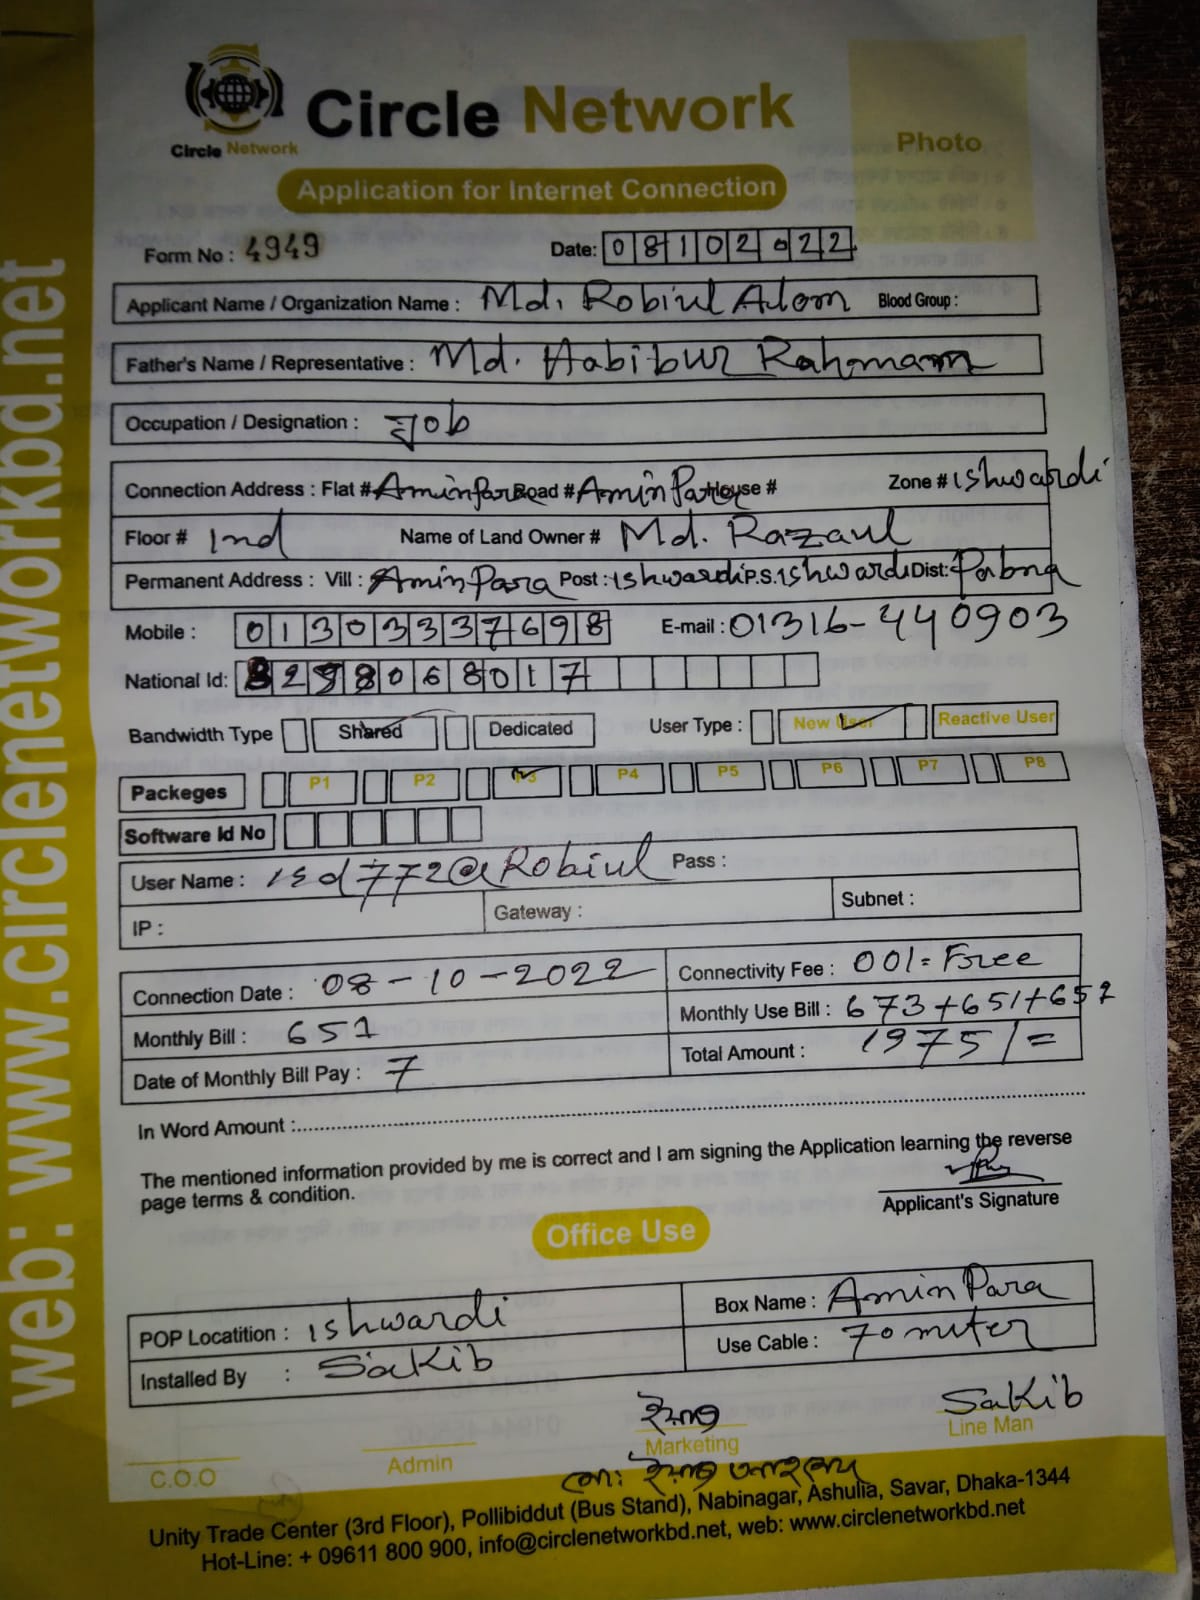 Circle Network
Circle Network
Photo
Application for Internet Connection
Form No : 4949 Date: 08102022
Applicant Name / Organization Name : Md. Robiul Alom Blood Group :
Father's Name / Representative : Md. Habibur Rahman
Occupation / Designation : Job
Connection Address : Flat # AminPara Road # AminPara House # Zone # Ishwardi
Floor # Ind Name of Land Owner # Md. Razaul
Permanent Address : Vill : AminPara Post : Ishwardi P.S. Ishwardi Dist: Pabna
Mobile : 01303337698 E-mail : 01316-440903
National Id: 8298068017
Bandwidth Type Shared Dedicated User Type : New User Reactive User
Packeges P1 P2 P3 P4 P5 P6 P7 P8
Software Id No
User Name : isd772@Robiul Pass :
IP : Gateway : Subnet :
Connection Date : 08-10-2022 Connectivity Fee : 001= Free
Monthly Bill : 651 Monthly Use Bill : 673+651+651
Date of Monthly Bill Pay : 7 Total Amount : 1975/=
In Word Amount :
The mentioned information provided by me is correct and I am signing the Application learning the reverse
page terms & condition.
Applicant's Signature
Office Use
POP Locatition : Ishwardi Box Name : AminPara
Installed By : Sakib Use Cable : 70 miter
Sakib
C.O.O Admin Marketing Line Man
Unity Trade Center (3rd Floor), Pollibiddut (Bus Stand), Nabinagar, Ashulia, Savar, Dhaka-1344
Hot-Line: + 09611 800 900, info@circlenetworkbd.net, web: www.circlenetworkbd.net
web: www.circlenetworkbd.net